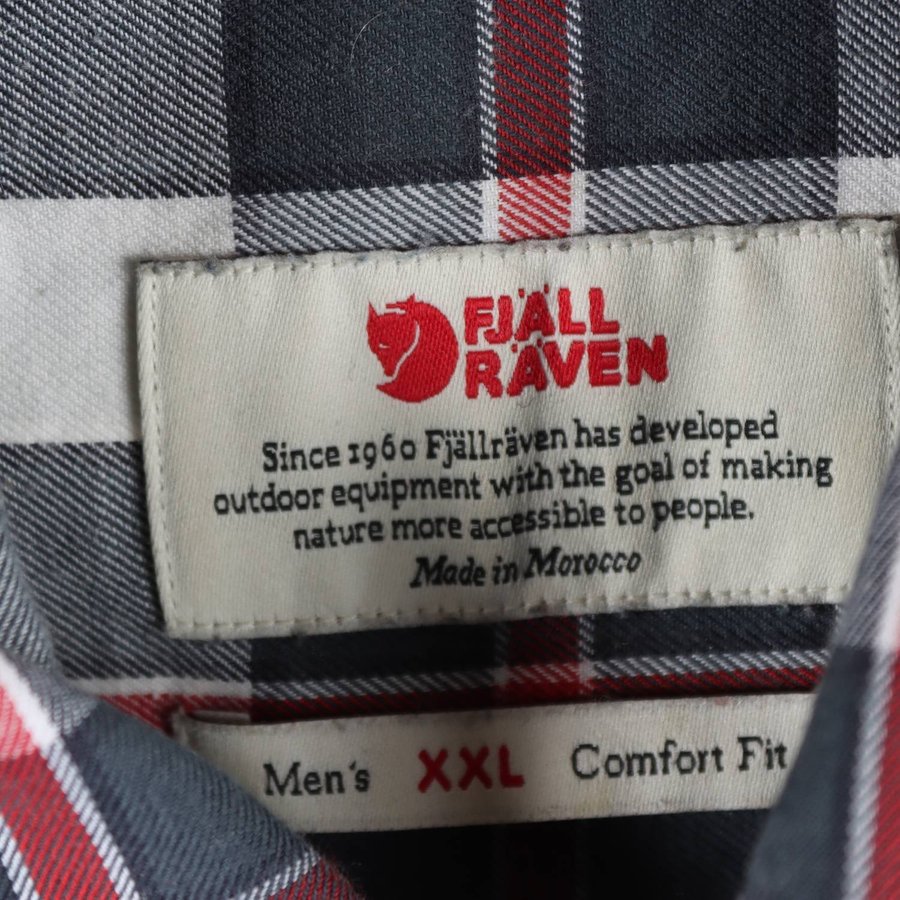 FJÄLL
RÄVEN
Since 1960 Fjällräven has developed
outdoor equipment with the goal of making
nature more accessible to people.
Made in Morocco
Men's XXL Comfort Fit